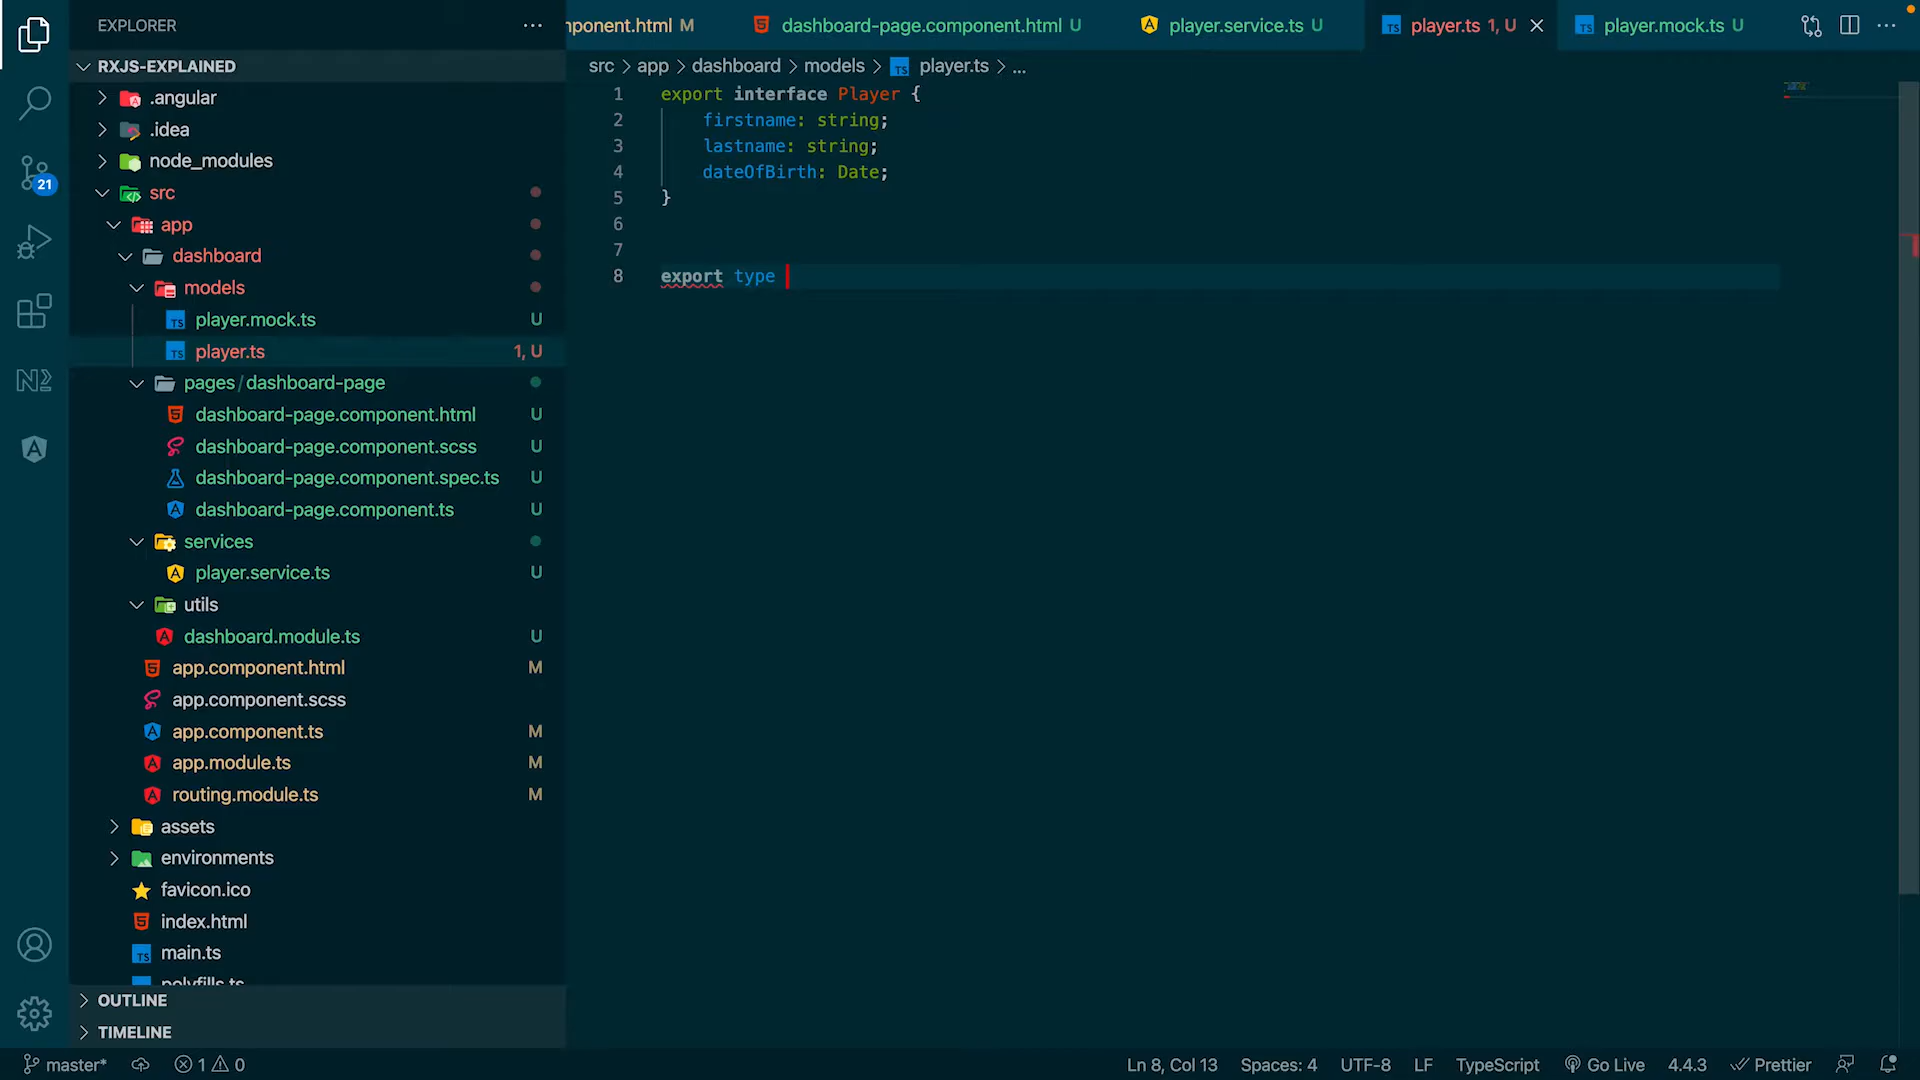 EXPLORER
RXJS-EXPLAINED
.angular
.idea
node_modules
src
app
dashboard
models
player.mock.ts U
player.ts 1, U
pages/dashboard-page
dashboard-page.component.html U
dashboard-page.component.scss U
dashboard-page.component.spec.ts U
dashboard-page.component.ts U
services
player.service.ts U
utils
dashboard.module.ts U
app.component.html M
app.component.scss
app.component.ts M
app.module.ts M
routing.module.ts M
assets
environments
favicon.ico
index.html
main.ts
polyfills.ts
OUTLINE
TIMELINE
21
ponent.html M
dashboard-page.component.html U
player.service.ts U
player.ts 1, U
player.mock.ts U
src > app > dashboard > models > player.ts > ...
1 export interface Player {
2 firstname: string;
3 lastname: string;
4 dateOfBirth: Date;
5 }
6
7
8 export type
master* 1 0
Ln 8, Col 13 Spaces: 4 UTF-8 LF TypeScript Go Live 4.4.3 Prettier